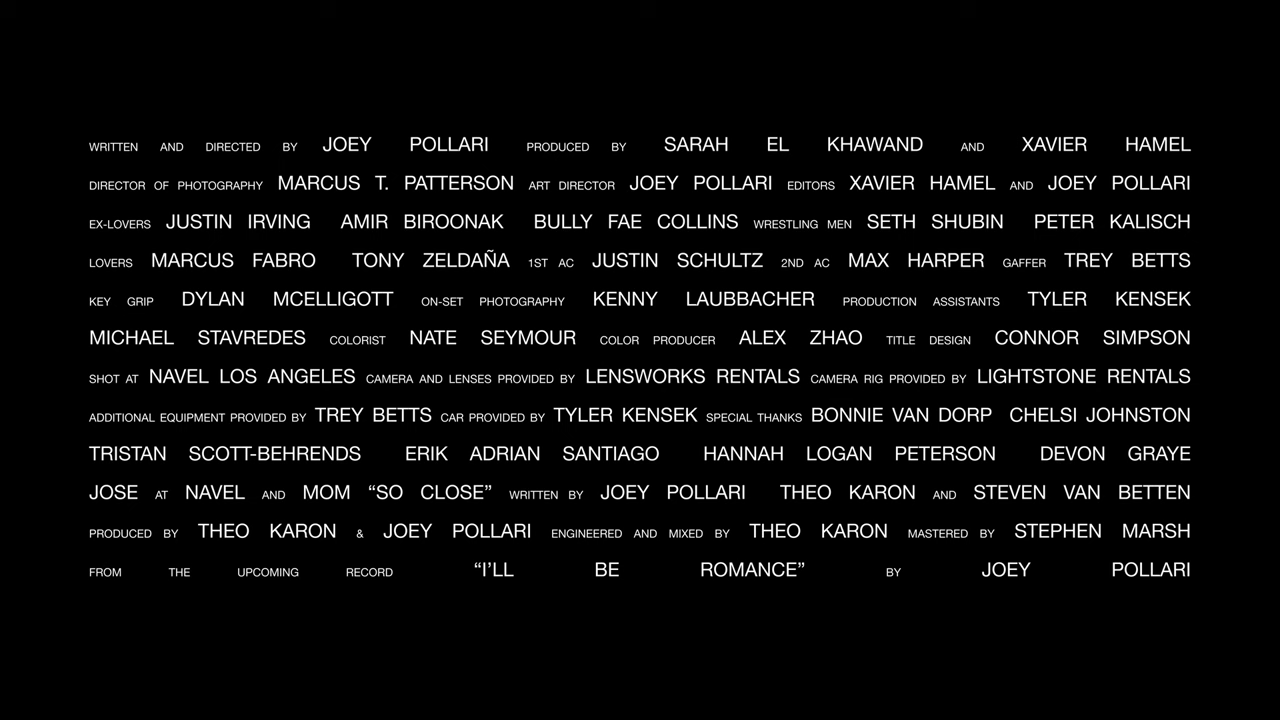 WRITTEN AND DIRECTED BY JOEY POLLARI PRODUCED BY SARAH EL KHAWAND AND XAVIER HAMEL
DIRECTOR OF PHOTOGRAPHY MARCUS T. PATTERSON ART DIRECTOR JOEY POLLARI EDITORS XAVIER HAMEL AND JOEY POLLARI
EX-LOVERS JUSTIN IRVING AMIR BIROONAK BULLY FAE COLLINS WRESTLING MEN SETH SHUBIN PETER KALISCH
LOVERS MARCUS FABRO TONY ZELDAÑA 1ST AC JUSTIN SCHULTZ 2ND AC MAX HARPER GAFFER TREY BETTS
KEY GRIP DYLAN MCELLIGOTT ON-SET PHOTOGRAPHY KENNY LAUBBACHER PRODUCTION ASSISTANTS TYLER KENSEK
MICHAEL STAVREDES COLORIST NATE SEYMOUR COLOR PRODUCER ALEX ZHAO TITLE DESIGN CONNOR SIMPSON
SHOT AT NAVEL LOS ANGELES CAMERA AND LENSES PROVIDED BY LENSWORKS RENTALS CAMERA RIG PROVIDED BY LIGHTSTONE RENTALS
ADDITIONAL EQUIPMENT PROVIDED BY TREY BETTS CAR PROVIDED BY TYLER KENSEK SPECIAL THANKS BONNIE VAN DORP CHELSI JOHNSTON
TRISTAN SCOTT-BEHRENDS ERIK ADRIAN SANTIAGO HANNAH LOGAN PETERSON DEVON GRAYE
JOSE AT NAVEL AND MOM “SO CLOSE” WRITTEN BY JOEY POLLARI THEO KARON AND STEVEN VAN BETTEN
PRODUCED BY THEO KARON & JOEY POLLARI ENGINEERED AND MIXED BY THEO KARON MASTERED BY STEPHEN MARSH
FROM THE UPCOMING RECORD “I’LL BE ROMANCE” BY JOEY POLLARI